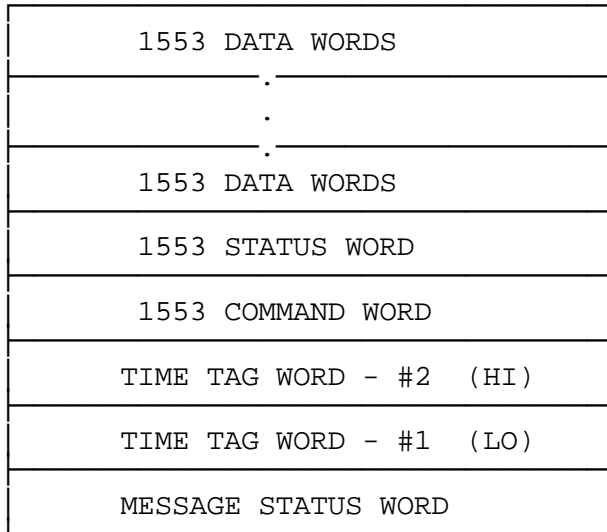 1553 DATA WORDS
.
.
.
1553 DATA WORDS
1553 STATUS WORD
1553 COMMAND WORD
TIME TAG WORD - #2 (HI)
TIME TAG WORD - #1 (LO)
MESSAGE STATUS WORD